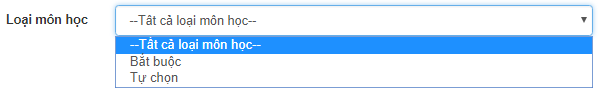 Loại môn học --Tất cả loại môn học--
--Tất cả loại môn học--
Bắt buộc
Tự chọn